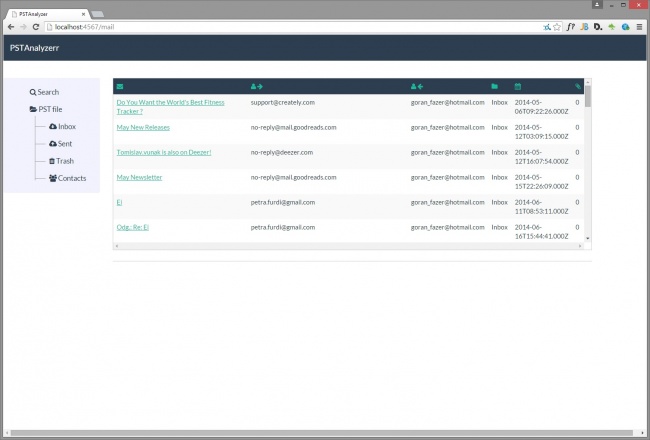 PSTAnalyzer
localhost:4567/mail
PSTAnalyzerr
Search
PST file
Inbox
Sent
Trash
Contacts
Do You Want the World's Best Fitness support@creately.com goran_fazer@hotmail.com Inbox 2014-05- 0
Tracker ? 06T09:22:26.000Z
May New Releases no-reply@mail.goodreads.com goran_fazer@hotmail.com Inbox 2014-05- 0
12T03:09:15.000Z
Tomislav.vunak is also on Deezer! no-reply@deezer.com goran_fazer@hotmail.com Inbox 2014-05- 0
12T16:07:54.000Z
May Newsletter no-reply@mail.goodreads.com goran_fazer@hotmail.com Inbox 2014-05- 0
15T22:26:09.000Z
Ej petra.furdi@gmail.com goran_fazer@hotmail.com Inbox 2014-06- 0
11T08:53:11.000Z
Odg.: Re: Ej petra.furdi@gmail.com goran_fazer@hotmail.com Inbox 2014-06- 0
16T15:44:41.000Z